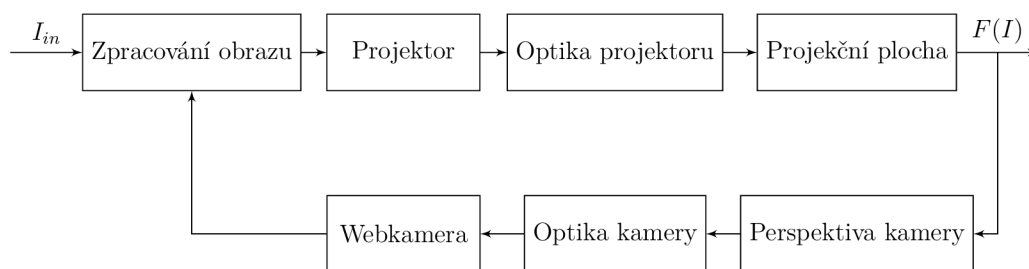 I_in
Zpracování obrazu
Projektor
Optika projektoru
Projekční plocha
F(I)
Webkamera
Optika kamery
Perspektiva kamery